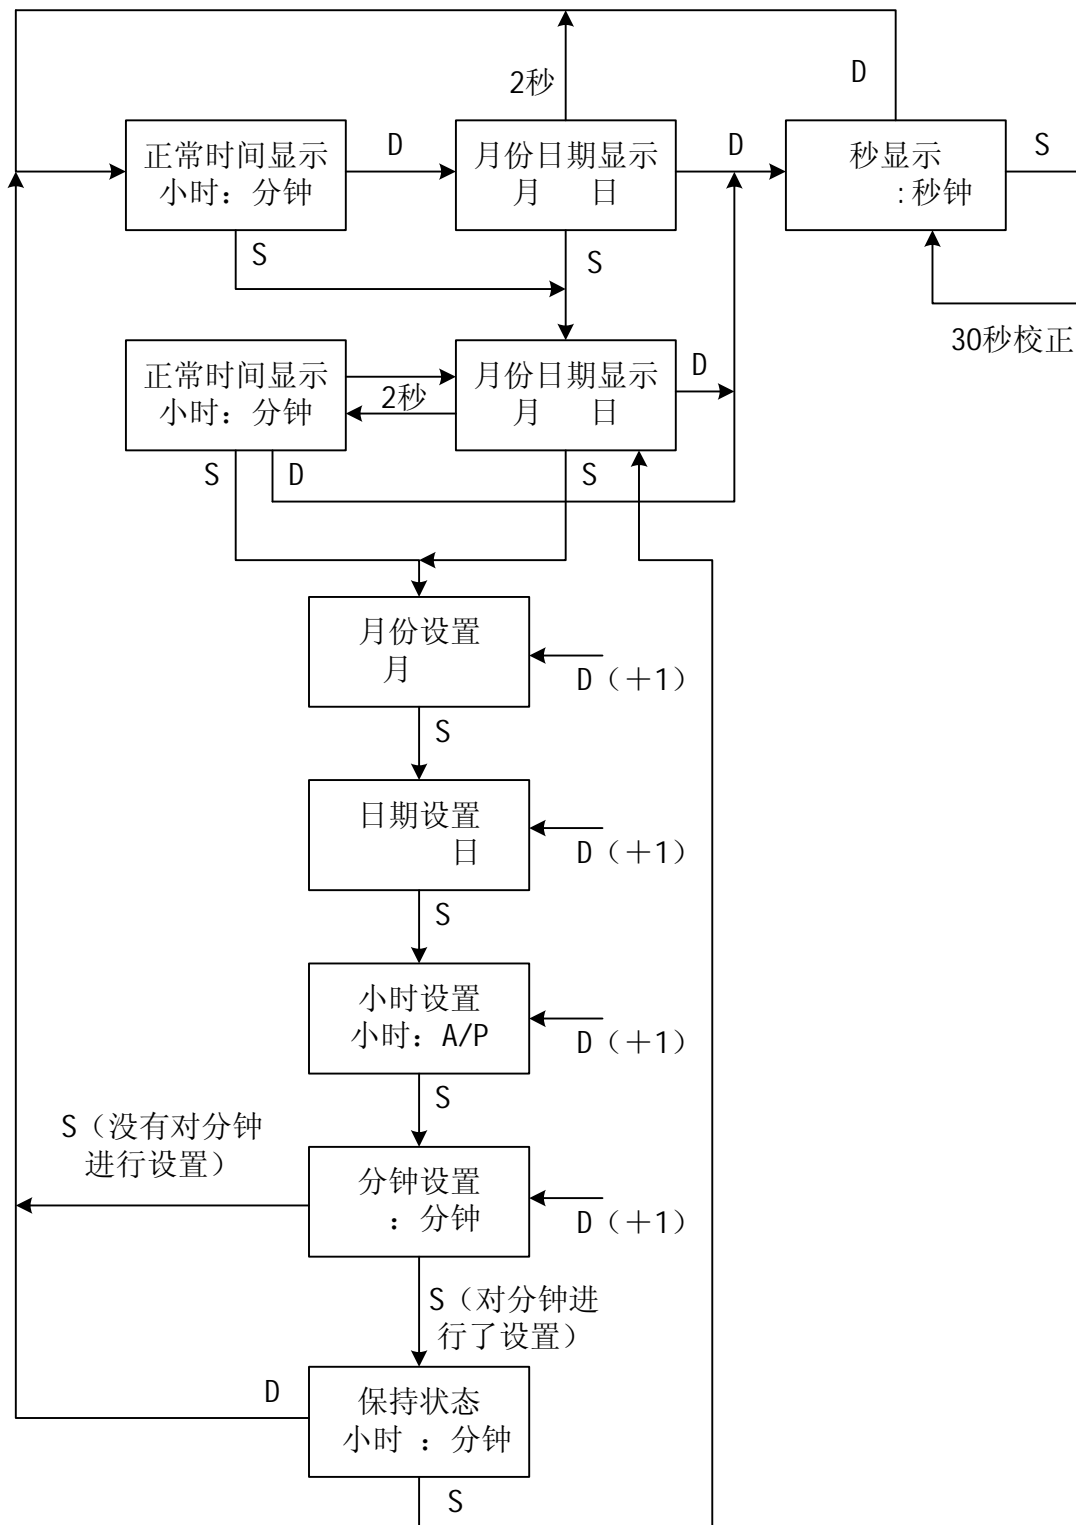 D
2秒
正常时间显示
小时：分钟
D
月份日期显示
月 日
D
秒显示
:秒钟
S
S
S
30秒校正
正常时间显示
小时：分钟
2秒
月份日期显示
月 日
D
S
D
S
月份设置
月
D（＋1）
S
日期设置
日
D（＋1）
S
小时设置
小时：A/P
D（＋1）
S
S（没有对分钟
进行设置）
分钟设置
：分钟
D（＋1）
S（对分钟进
行了设置）
D
保持状态
小时 ：分钟
S